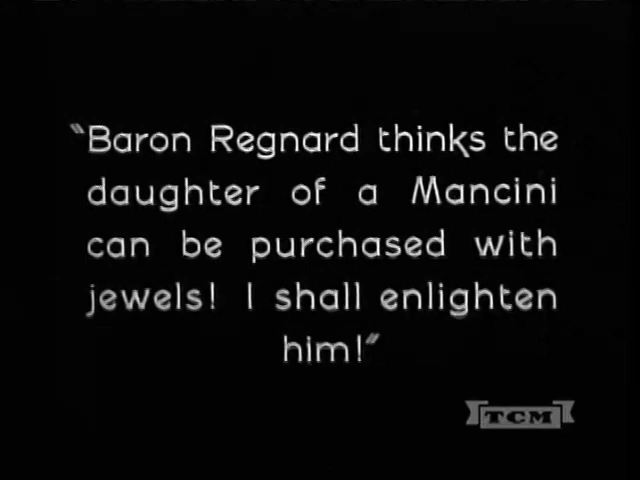 “Baron Regnard thinks the
daughter of a Mancini
can be purchased with
jewels! I shall enlighten
him!”
TCM